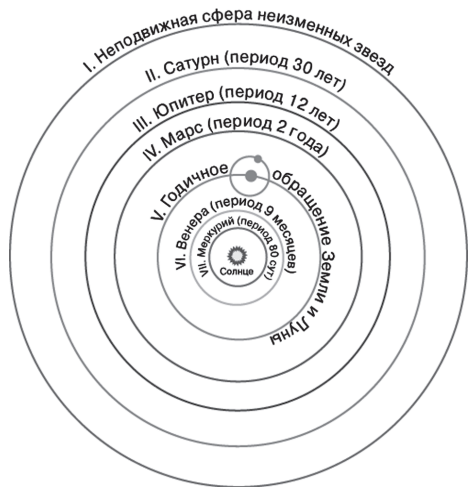 I. Неподвижная сфера неизменных звезд
II. Сатурн (период 30 лет)
III. Юпитер (период 12 лет)
IV. Марс (период 2 года)
V. Годичное обращение Земли и Луны
VI. Венера (период 9 месяцев)
VII. Меркурий (период 80 сут)
Солнце